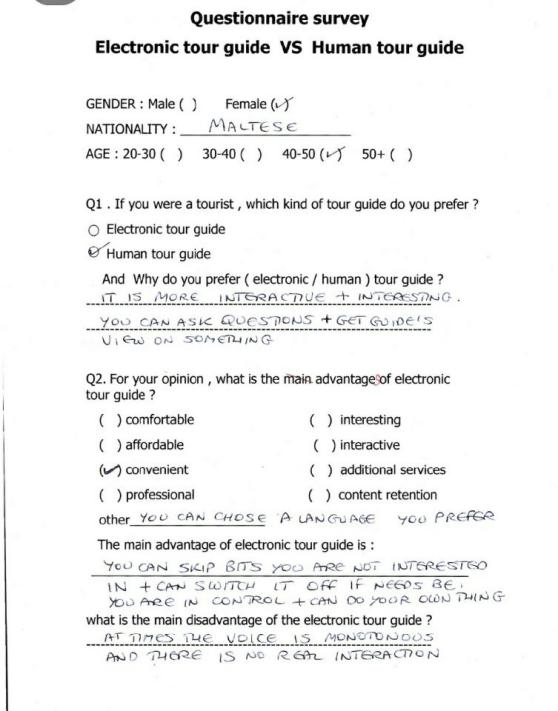 Questionnaire survey
Electronic tour guide VS Human tour guide
GENDER : Male ( ) Female (✓)
NATIONALITY : MALTESE
AGE : 20-30 ( ) 30-40 ( ) 40-50 (✓) 50+ ( )
Q1 . If you were a tourist , which kind of tour guide do you prefer ?
○ Electronic tour guide
○ Human tour guide
And Why do you prefer ( electronic / human ) tour guide ?
IT IS MORE INTERACTIVE + INTERESTING .
YOU CAN ASK QUESTIONS + GET GUIDE'S
VIEW ON SOMETHING
Q2. For your opinion , what is the main advantages of electronic
tour guide ?
( ) comfortable ( ) interesting
( ) affordable ( ) interactive
(✓) convenient ( ) additional services
( ) professional ( ) content retention
other YOU CAN CHOSE A LANGUAGE YOU PREFER
The main advantage of electronic tour guide is :
YOU CAN SKIP BITS YOU ARE NOT INTERESTED
IN + CAN SWITCH IT OFF IF NEEDS BE.
YOU ARE IN CONTROL + CAN DO YOUR OWN THING
what is the main disadvantage of the electronic tour guide ?
AT TIMES THE VOICE IS MONOTONOUS
AND THERE IS NO REAL INTERACTION